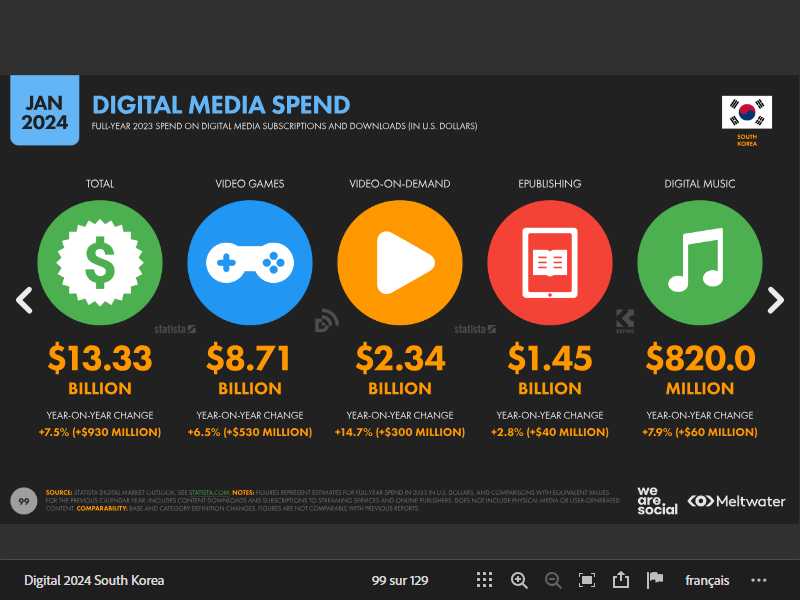 JAN
2024
DIGITAL MEDIA SPEND
FULL-YEAR 2023 SPEND ON DIGITAL MEDIA SUBSCRIPTIONS AND DOWNLOADS (IN U.S. DOLLARS)
SOUTH
KOREA
TOTAL
VIDEO GAMES
VIDEO-ON-DEMAND
EPUBLISHING
DIGITAL MUSIC
$
statista
statista
KEPIOS
$13.33
BILLION
$8.71
BILLION
$2.34
BILLION
$1.45
BILLION
$820.0
MILLION
YEAR-ON-YEAR CHANGE
+7.5% (+$930 MILLION)
YEAR-ON-YEAR CHANGE
+6.5% (+$530 MILLION)
YEAR-ON-YEAR CHANGE
+14.7% (+$300 MILLION)
YEAR-ON-YEAR CHANGE
+2.8% (+$40 MILLION)
YEAR-ON-YEAR CHANGE
+7.9% (+$60 MILLION)
99
SOURCE: STATISTA DIGITAL MARKET OUTLOOK. SEE STATISTA.COM. NOTES: FIGURES REPRESENT ESTIMATES FOR FULL-YEAR SPEND IN 2023 IN U.S. DOLLARS, AND COMPARISONS WITH EQUIVALENT VALUES
FOR THE PREVIOUS CALENDAR YEAR. INCLUDES CONTENT DOWNLOADS AND SUBSCRIPTIONS TO STREAMING SERVICES AND ONLINE PUBLISHERS. DOES NOT INCLUDE PHYSICAL MEDIA OR USER-GENERATED
CONTENT. COMPARABILITY: BASE AND CATEGORY DEFINITION CHANGES. FIGURES ARE NOT COMPARABLE WITH PREVIOUS REPORTS.
we
are.
social
Meltwater
Digital 2024 South Korea
99 sur 129
français